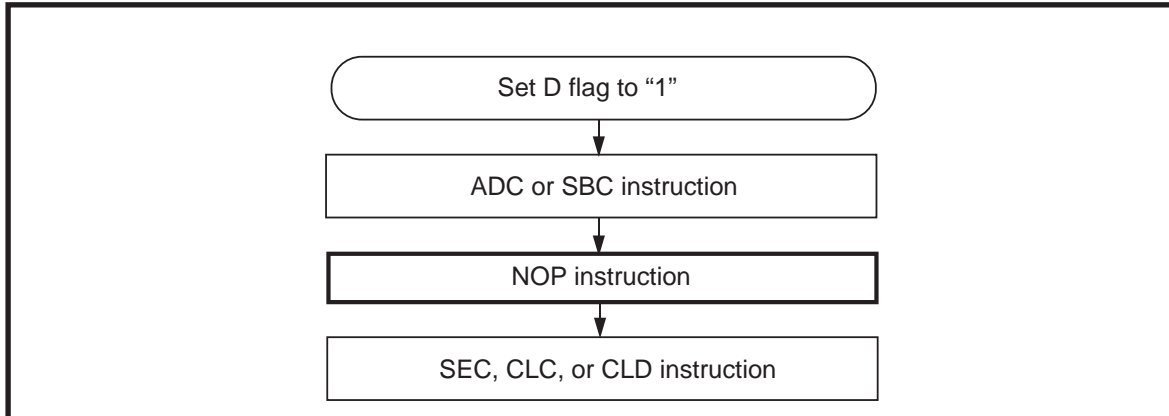 Set D flag to “1”
ADC or SBC instruction
NOP instruction
SEC, CLC, or CLD instruction